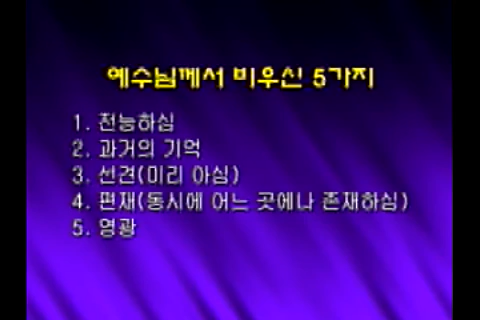 예수님께서 비우신 5가지
1. 전능하심
2. 과거의 기억
3. 선견(미리 아심)
4. 편재(동시에 어느 곳에나 존재하심)
5. 영광